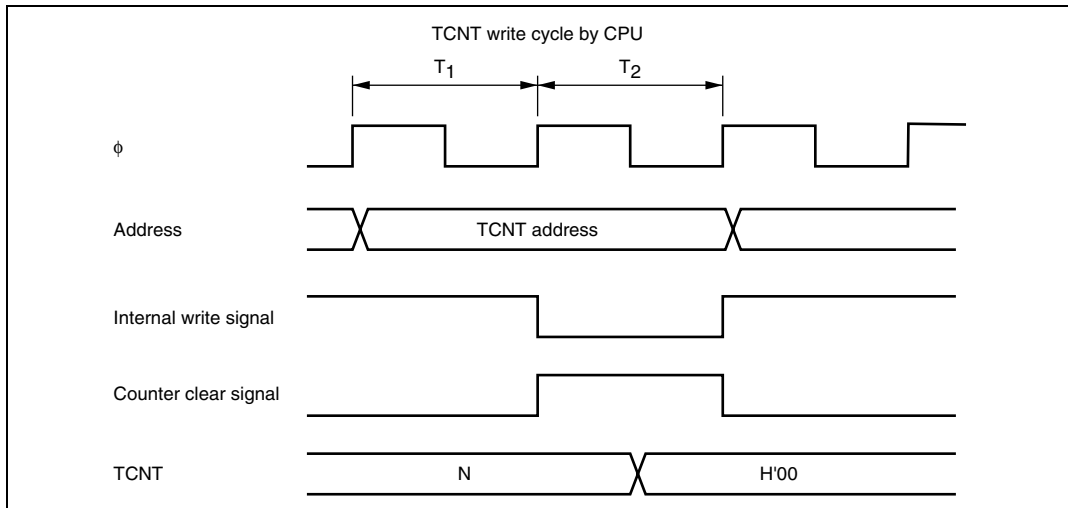 TCNT write cycle by CPU
T1 T2
ϕ
Address TCNT address
Internal write signal
Counter clear signal
TCNT N H'00